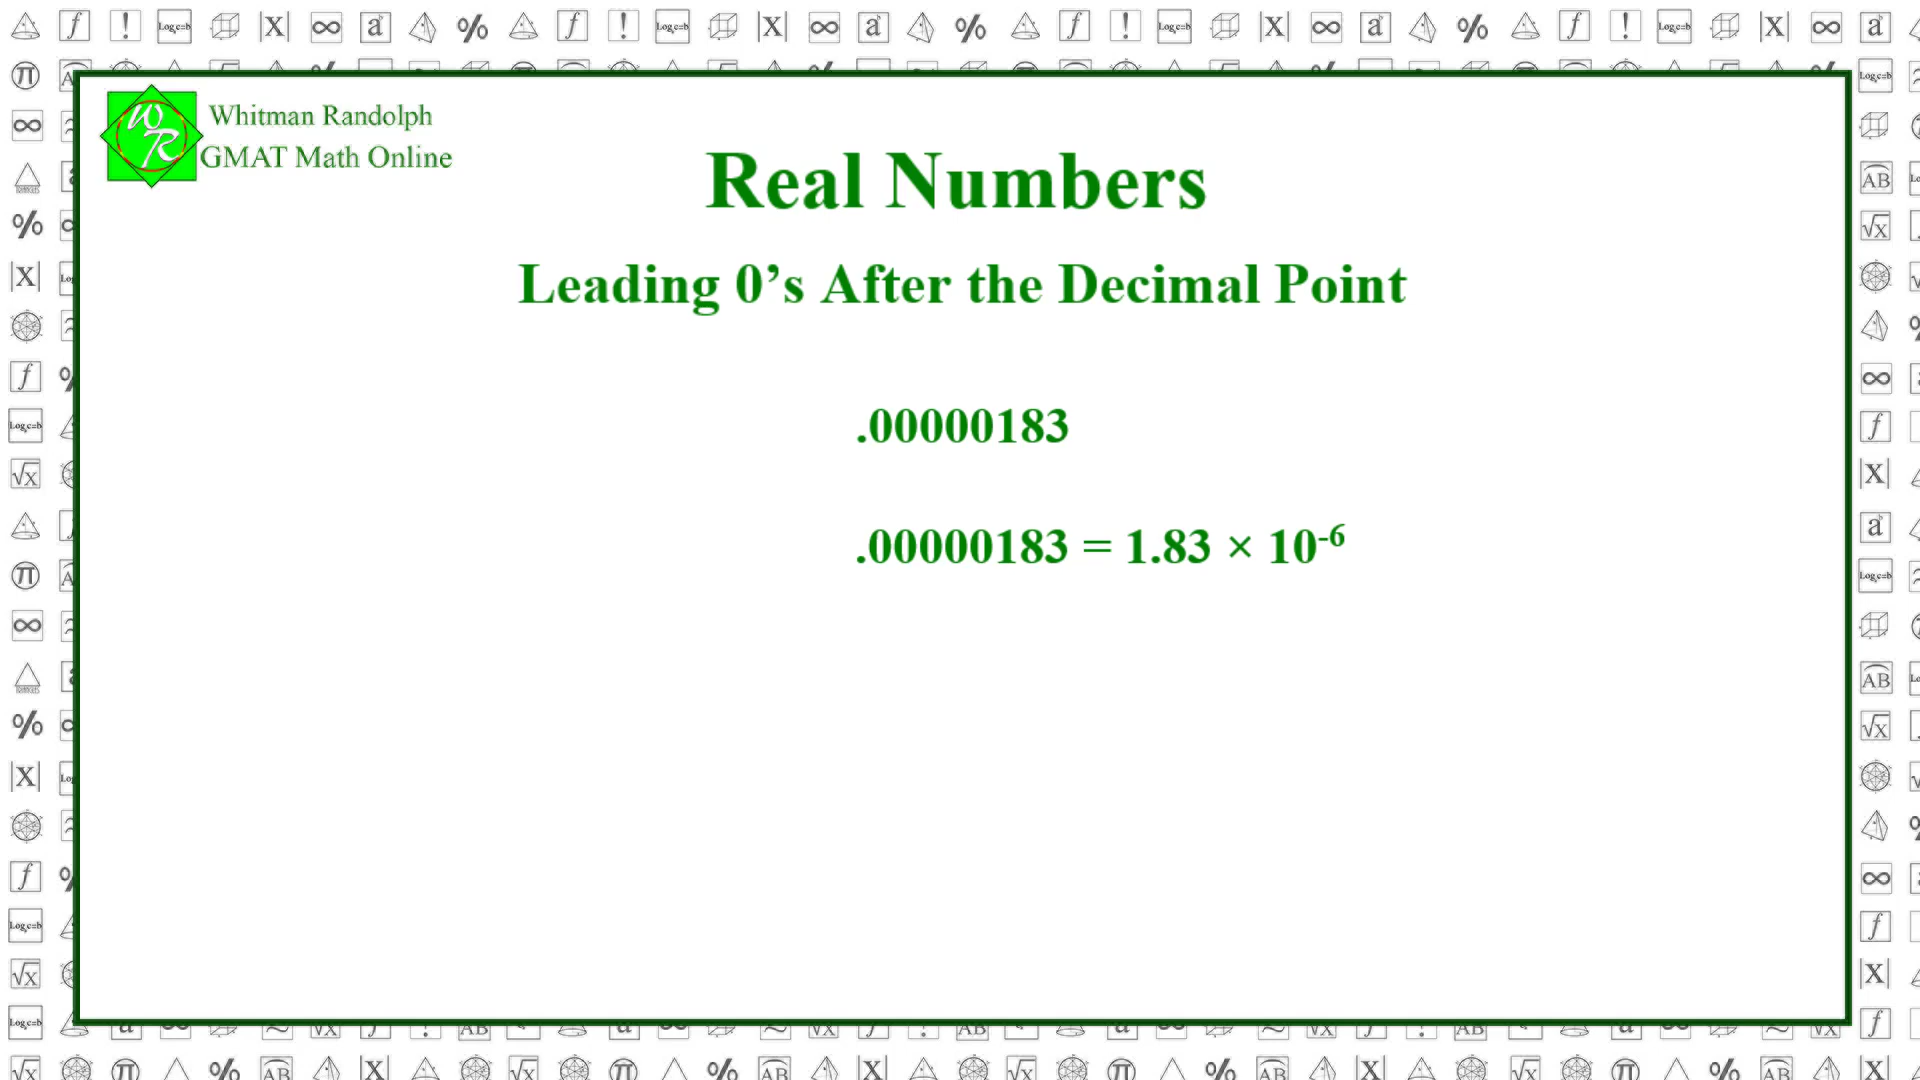 Whitman Randolph
GMAT Math Online
Real Numbers
Leading 0’s After the Decimal Point
.00000183
.00000183 = 1.83 × 10⁻⁶